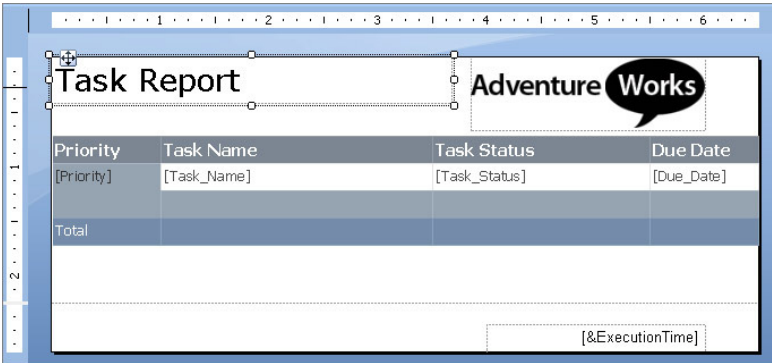 1 2 3 4 5 6
Task Report
Adventure Works
Priority Task Name Task Status Due Date
[Priority] [Task_Name] [Task_Status] [Due_Date]
Total
[&ExecutionTime]
1
2